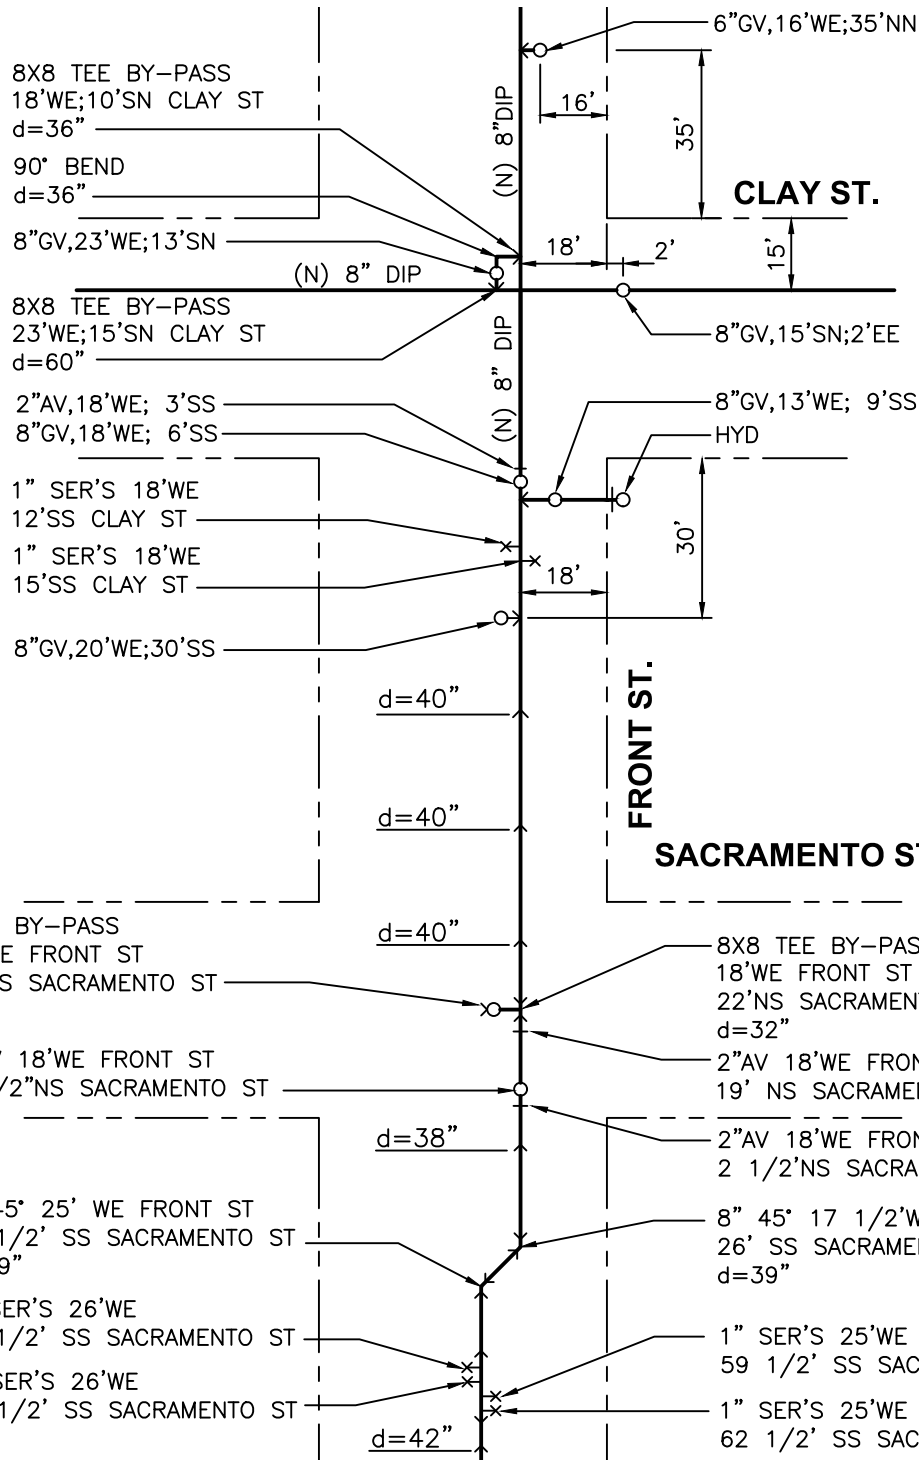 6”GV,16’WE;35’NN
8X8 TEE BY–PASS
18’WE;10’SN CLAY ST
d=36”
90° BEND
d=36”
8”GV,23’WE;13’SN
(N) 8”DIP
16’
35’
CLAY ST.
18’
2’
15’
(N) 8” DIP
8X8 TEE BY–PASS
23’WE;15’SN CLAY ST
d=60”
8”GV,15’SN;2’EE
(N) 8” DIP
2”AV,18’WE; 3’SS
8”GV,18’WE; 6’SS
8”GV,13’WE; 9’SS
HYD
1” SER’S 18’WE
12’SS CLAY ST
1” SER’S 18’WE
15’SS CLAY ST
30’
18’
8”GV,20’WE;30’SS
FRONT ST.
d=40”
d=40”
SACRAMENTO ST
d=40”
BY–PASS
E FRONT ST
S SACRAMENTO ST
8X8 TEE BY–PAS
18’WE FRONT ST
22’NS SACRAMEN
d=32”
18’WE FRONT ST
/2”NS SACRAMENTO ST
2”AV 18’WE FRON
19’ NS SACRAME
d=38”
2”AV 18’WE FRON
2 1/2’NS SACRA
5° 25’ WE FRONT ST
1/2’ SS SACRAMENTO ST
9”
8” 45° 17 1/2’W
26’ SS SACRAME
d=39”
SER’S 26’WE
1/2’ SS SACRAMENTO ST
SER’S 26’WE
1/2’ SS SACRAMENTO ST
1” SER’S 25’WE
59 1/2’ SS SAC
1” SER’S 25’WE
62 1/2’ SS SAC
d=42”